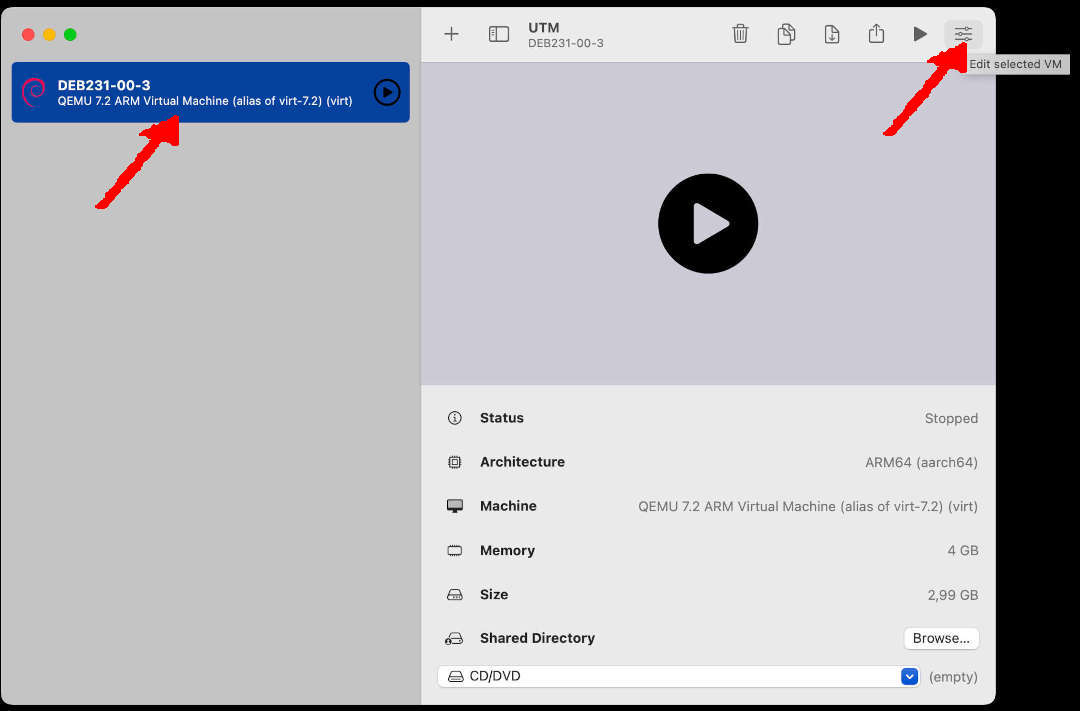 UTM
DEB231-00-3
Edit selected VM
DEB231-00-3
QEMU 7.2 ARM Virtual Machine (alias of virt-7.2) (virt)
Status Stopped
Architecture ARM64 (aarch64)
Machine QEMU 7.2 ARM Virtual Machine (alias of virt-7.2) (virt)
Memory 4 GB
Size 2,99 GB
Shared Directory Browse...
CD/DVD (empty)